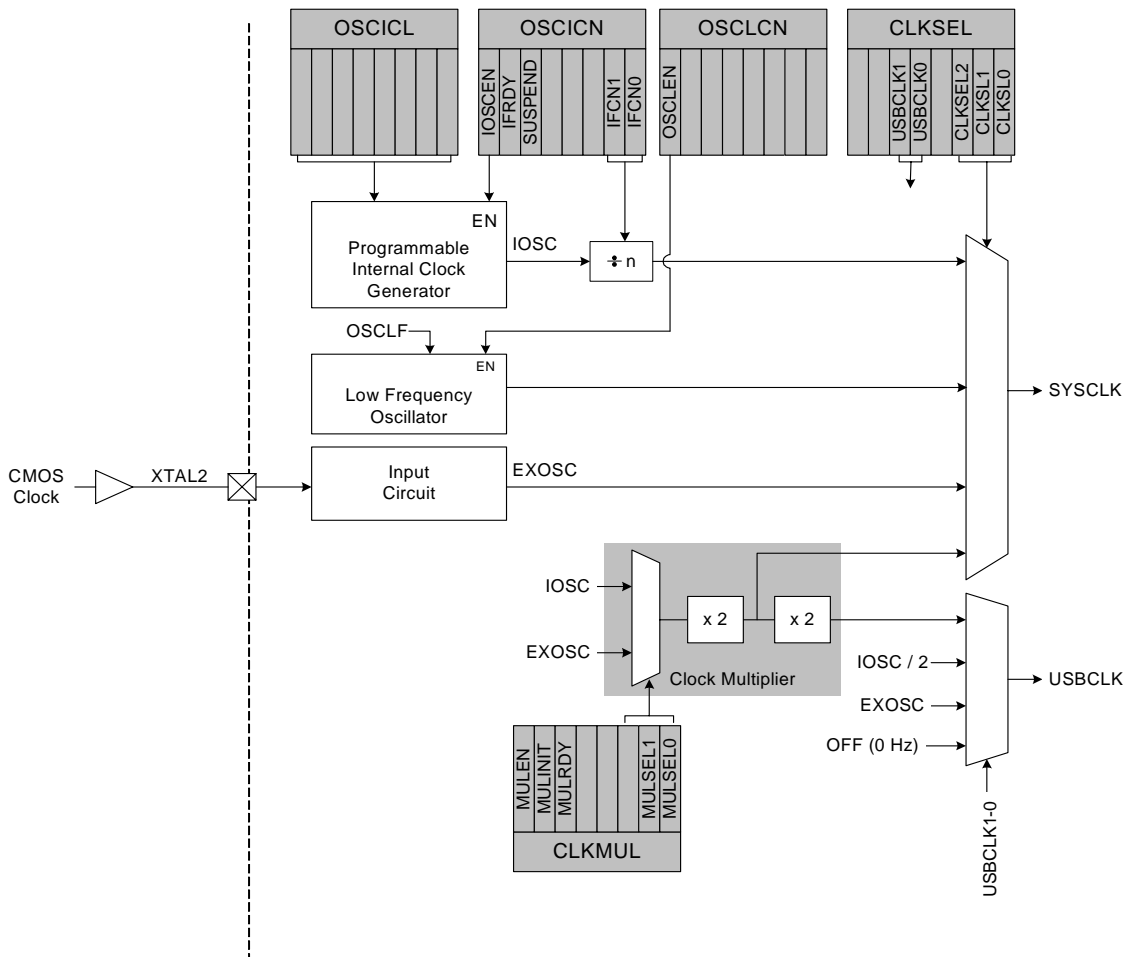 OSCICL
OSCICN
OSCLCN
CLKSEL
IOSCEN
IFRDY
SUSPEND
IFCN1
IFCN0
OSCLEN
USBCLK1
USBCLK0
CLKSEL2
CLKSL1
CLKSL0
EN
Programmable
Internal Clock
Generator
IOSC
÷ n
OSCLF
EN
Low Frequency
Oscillator
SYSCLK
CMOS
Clock
XTAL2
Input
Circuit
EXOSC
IOSC
EXOSC
x 2
x 2
Clock Multiplier
IOSC / 2
EXOSC
OFF (0 Hz)
USBCLK
USBCLK1-0
MULEN
MULINIT
MULRDY
MULSEL1
MULSEL0
CLKMUL